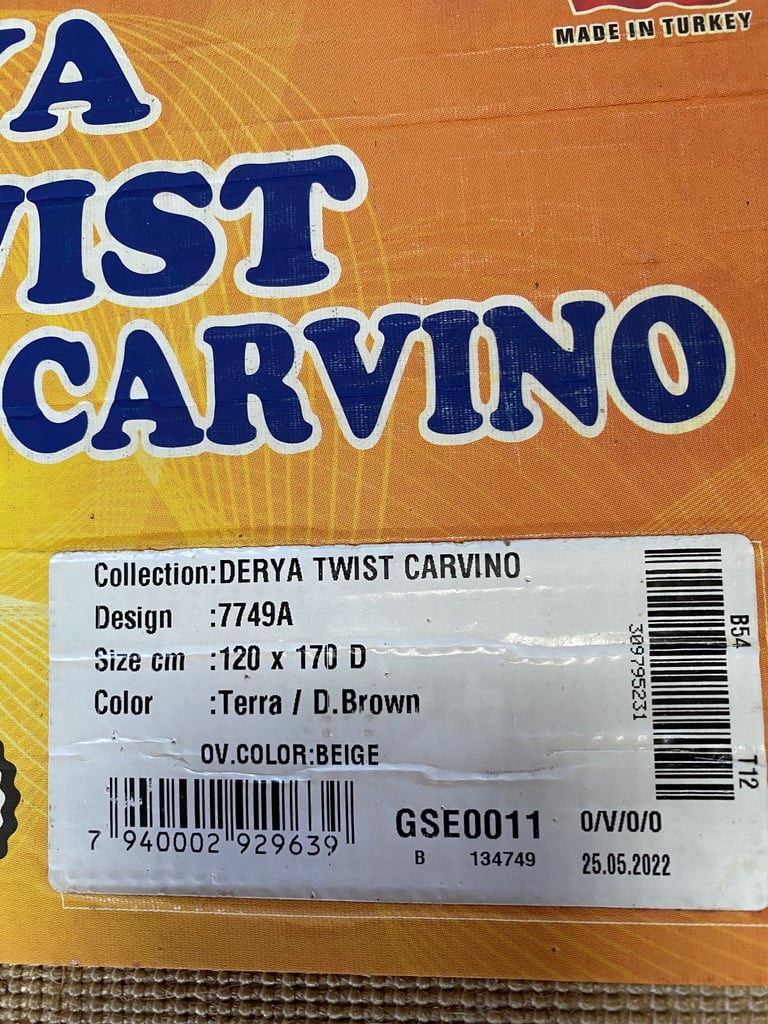 MADE IN TURKEY
YA
VIST
CARVINO
Collection:DERYA TWIST CARVINO
Design :7749A
Size cm :120 x 170 D
Color :Terra / D.Brown
OV.COLOR:BEIGE
7 940002 929639
GSE0011 0/V/0/0
B 134749 25.05.2022
309795231
B54 T12